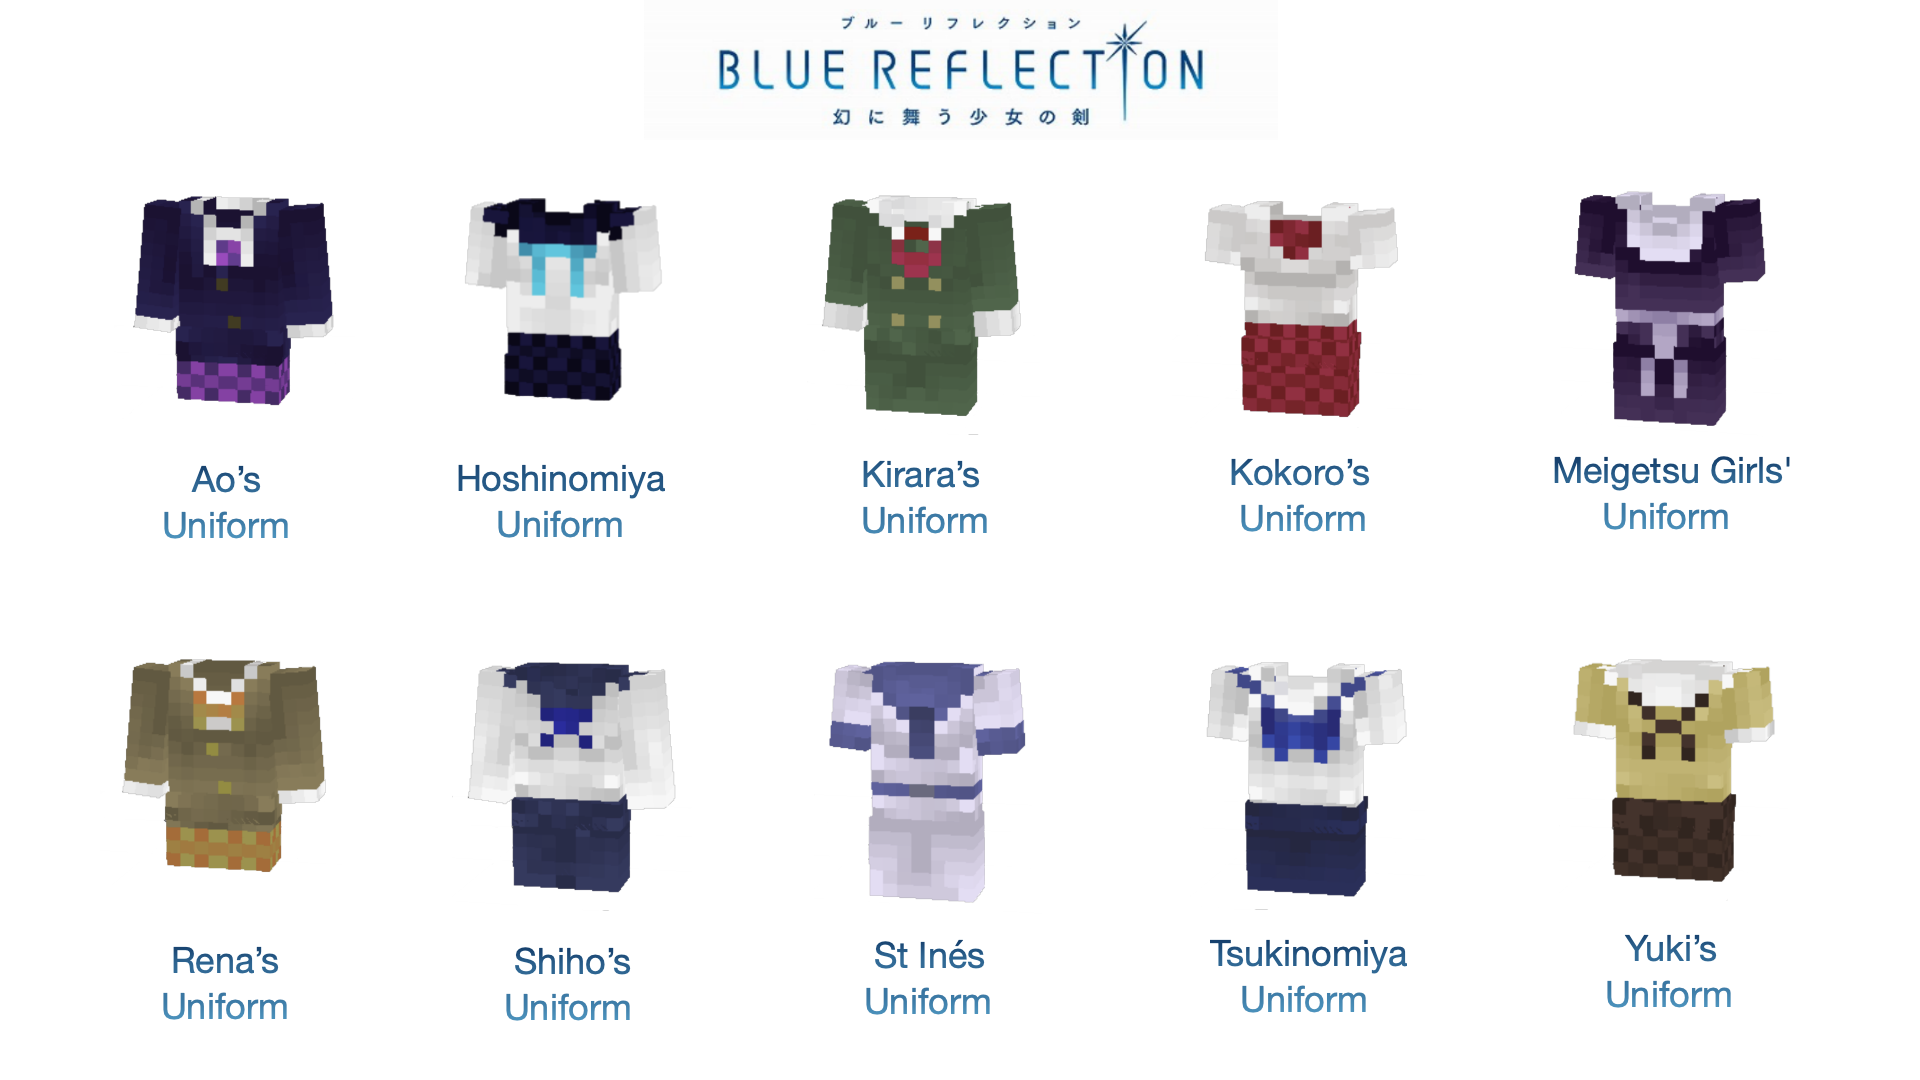 ブルーリフレクション
BLUE REFLECTION
幻に舞う少女の剣
Ao’s
Uniform
Hoshinomiya
Uniform
Kirara’s
Uniform
Kokoro’s
Uniform
Meigetsu Girls'
Uniform
Rena’s
Uniform
Shiho’s
Uniform
St Inés
Uniform
Tsukinomiya
Uniform
Yuki’s
Uniform